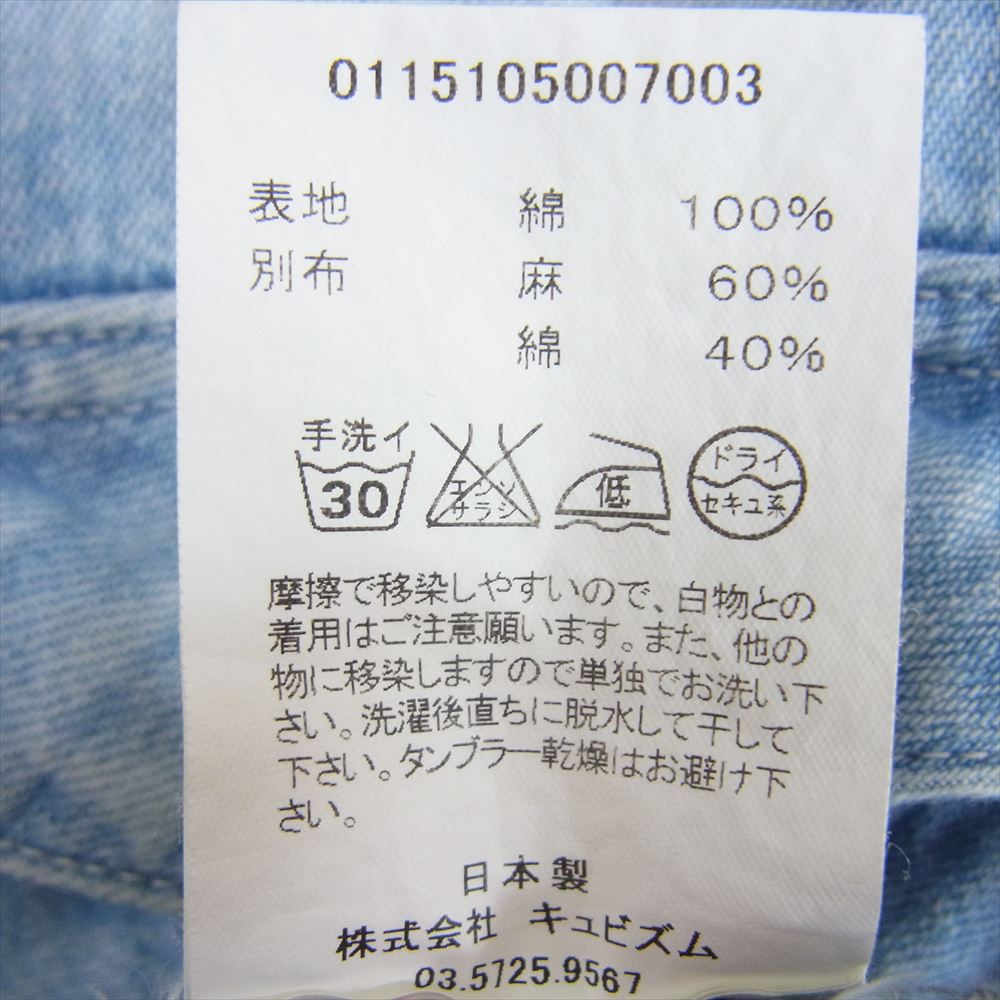 0115105007003
表地 綿 100%
別布 麻 60%
綿 40%
手洗イ
30
エンソ
サラシ
低
ドライ
セキユ系
摩擦で移染しやすいので、白物との
着用はご注意願います。また、他の
物に移染しますので単独でお洗い下
さい。洗濯後直ちに脱水して干して
下さい。タンブラー乾燥はお避け下
さい。
日本製
株式会社 キュビズム
03.5725.9567